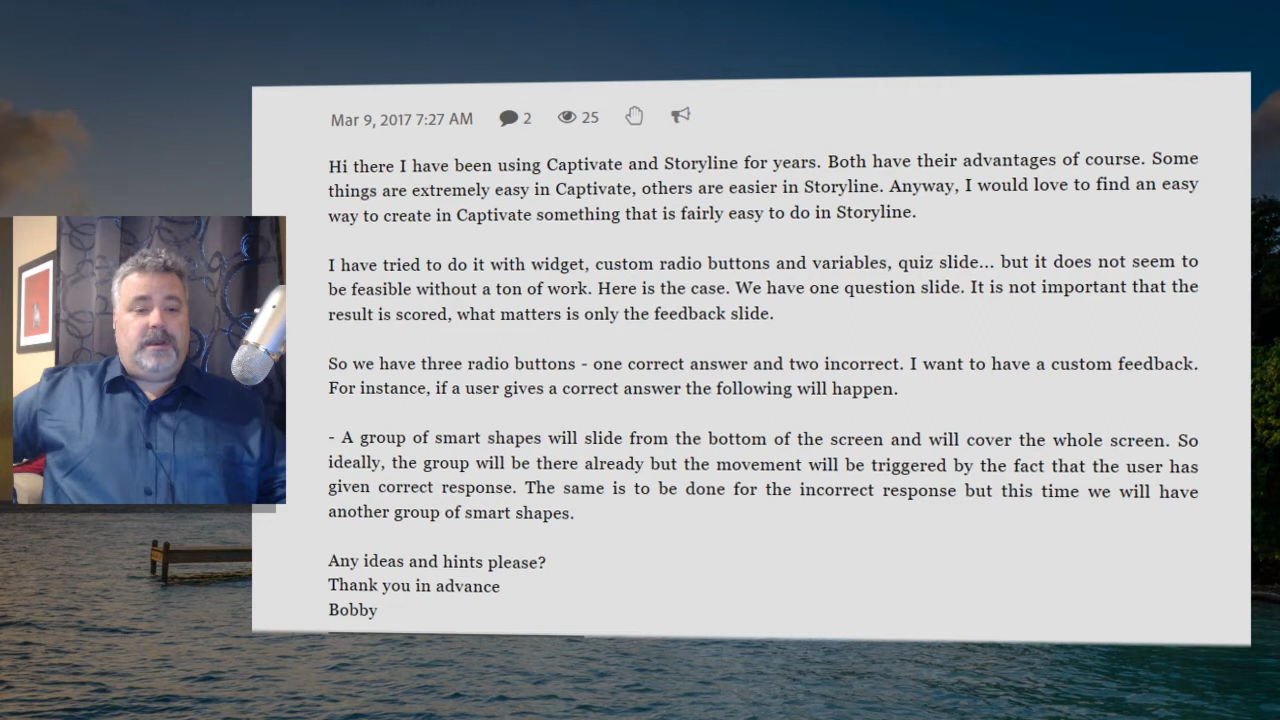 Mar 9, 2017 7:27 AM 2 25
Hi there I have been using Captivate and Storyline for years. Both have their advantages of course. Some
things are extremely easy in Captivate, others are easier in Storyline. Anyway, I would love to find an easy
way to create in Captivate something that is fairly easy to do in Storyline.
I have tried to do it with widget, custom radio buttons and variables, quiz slide... but it does not seem to
be feasible without a ton of work. Here is the case. We have one question slide. It is not important that the
result is scored, what matters is only the feedback slide.
So we have three radio buttons - one correct answer and two incorrect. I want to have a custom feedback.
For instance, if a user gives a correct answer the following will happen.
- A group of smart shapes will slide from the bottom of the screen and will cover the whole screen. So
ideally, the group will be there already but the movement will be triggered by the fact that the user has
given correct response. The same is to be done for the incorrect response but this time we will have
another group of smart shapes.
Any ideas and hints please?
Thank you in advance
Bobby